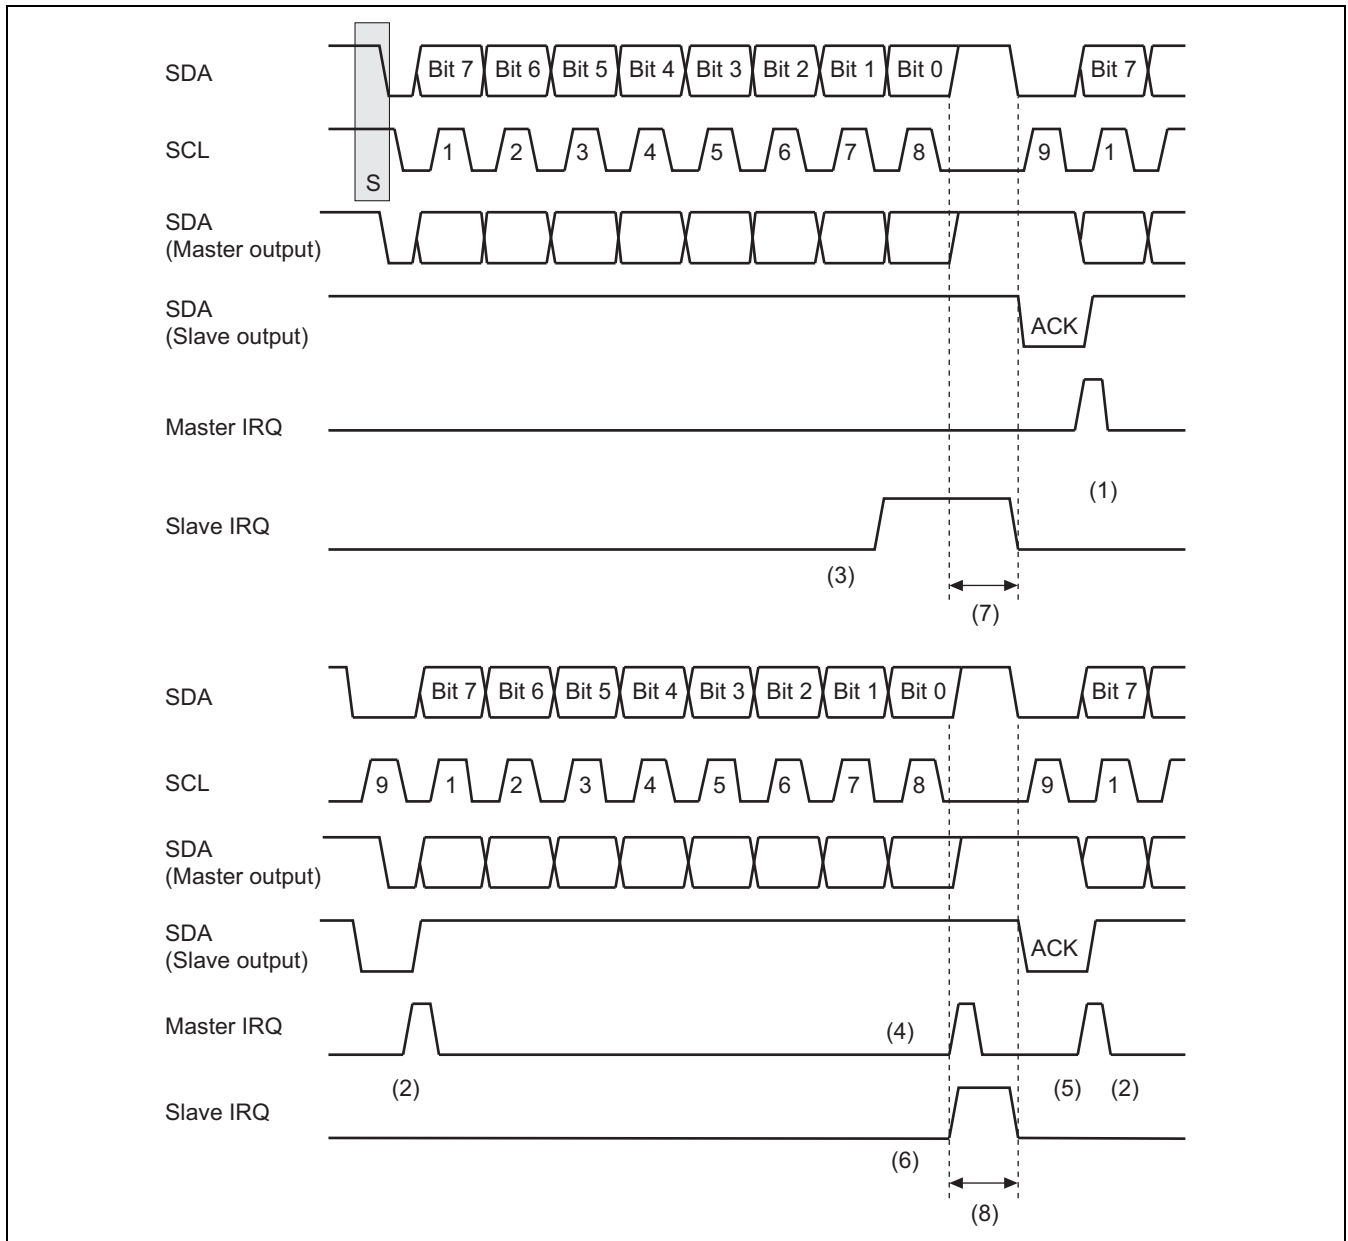 SDA Bit 7 Bit 6 Bit 5 Bit 4 Bit 3 Bit 2 Bit 1 Bit 0 Bit 7
SCL 1 2 3 4 5 6 7 8 9 1
S
SDA
(Master output)
SDA
(Slave output)
ACK
Master IRQ
(1)
Slave IRQ
(3)
(7)
SDA Bit 7 Bit 6 Bit 5 Bit 4 Bit 3 Bit 2 Bit 1 Bit 0 Bit 7
SCL 9 1 2 3 4 5 6 7 8 9 1
SDA
(Master output)
SDA
(Slave output)
ACK
Master IRQ (4)
(2) (5) (2)
Slave IRQ
(6)
(8)